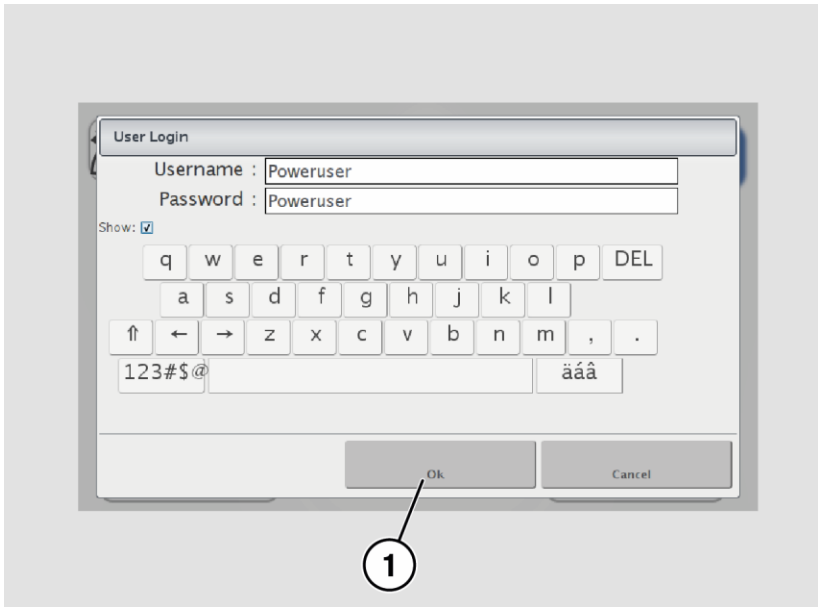 User Login
Username : Poweruser
Password : Poweruser
Show:
q w e r t y u i o p DEL
a s d f g h j k l
⇑ ← → z x c v b n m , .
123#$@ äáâ
Ok Cancel
1